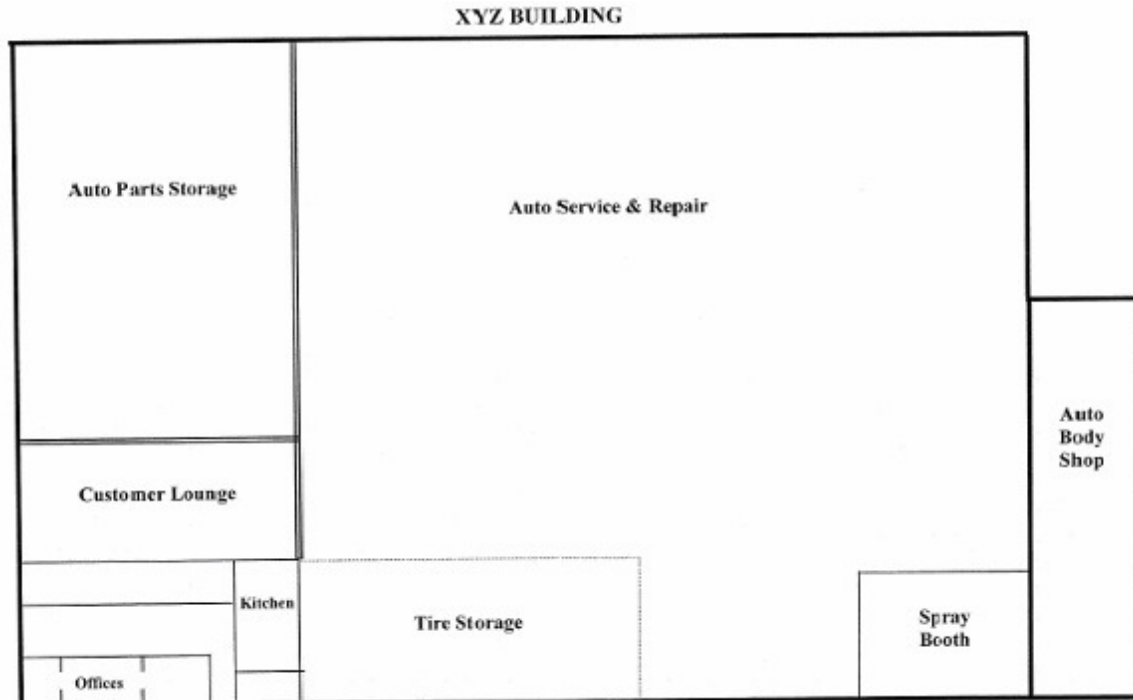 XYZ BUILDING
Auto Parts Storage
Auto Service & Repair
Auto
Body
Shop
Customer Lounge
Kitchen
Tire Storage
Spray
Booth
Offices